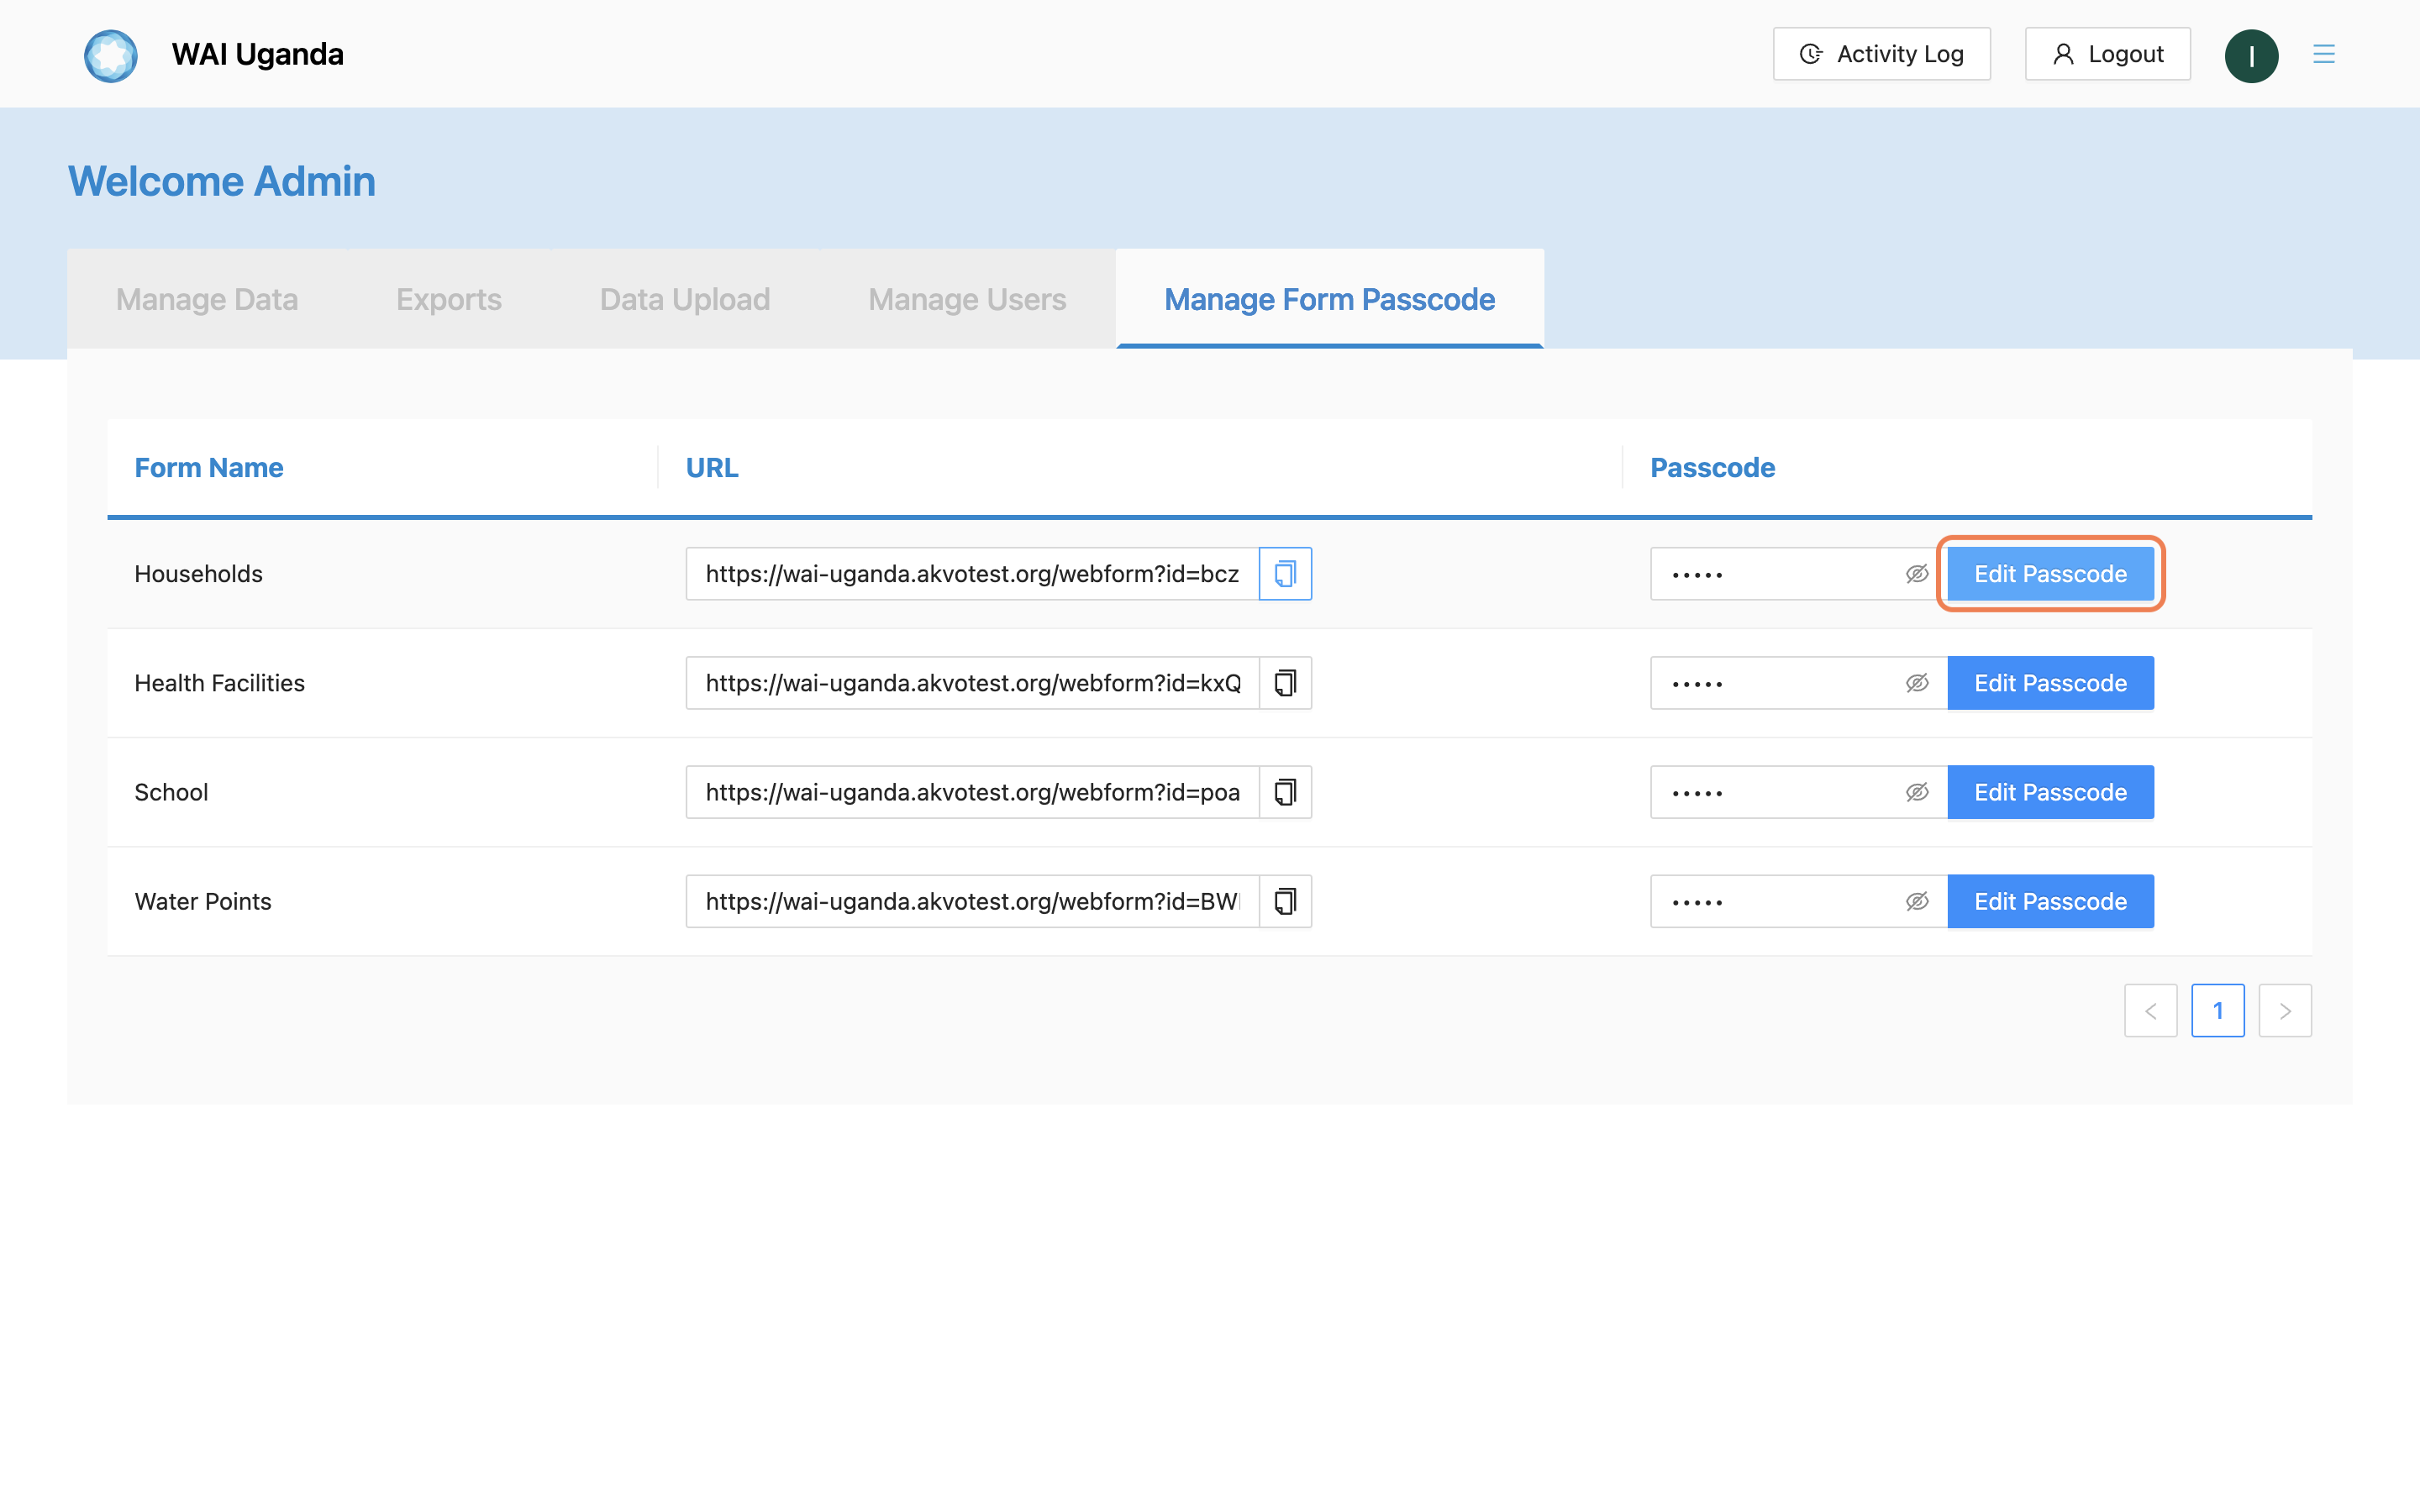 WAI Uganda
Activity Log
Logout
I
Welcome Admin
Manage Data
Exports
Data Upload
Manage Users
Manage Form Passcode
Form Name
URL
Passcode
Households
https://wai-uganda.akvotest.org/webform?id=bcz
•••••
Edit Passcode
Health Facilities
https://wai-uganda.akvotest.org/webform?id=kxQ
•••••
Edit Passcode
School
https://wai-uganda.akvotest.org/webform?id=poa
•••••
Edit Passcode
Water Points
https://wai-uganda.akvotest.org/webform?id=BW
•••••
Edit Passcode
< 1 >